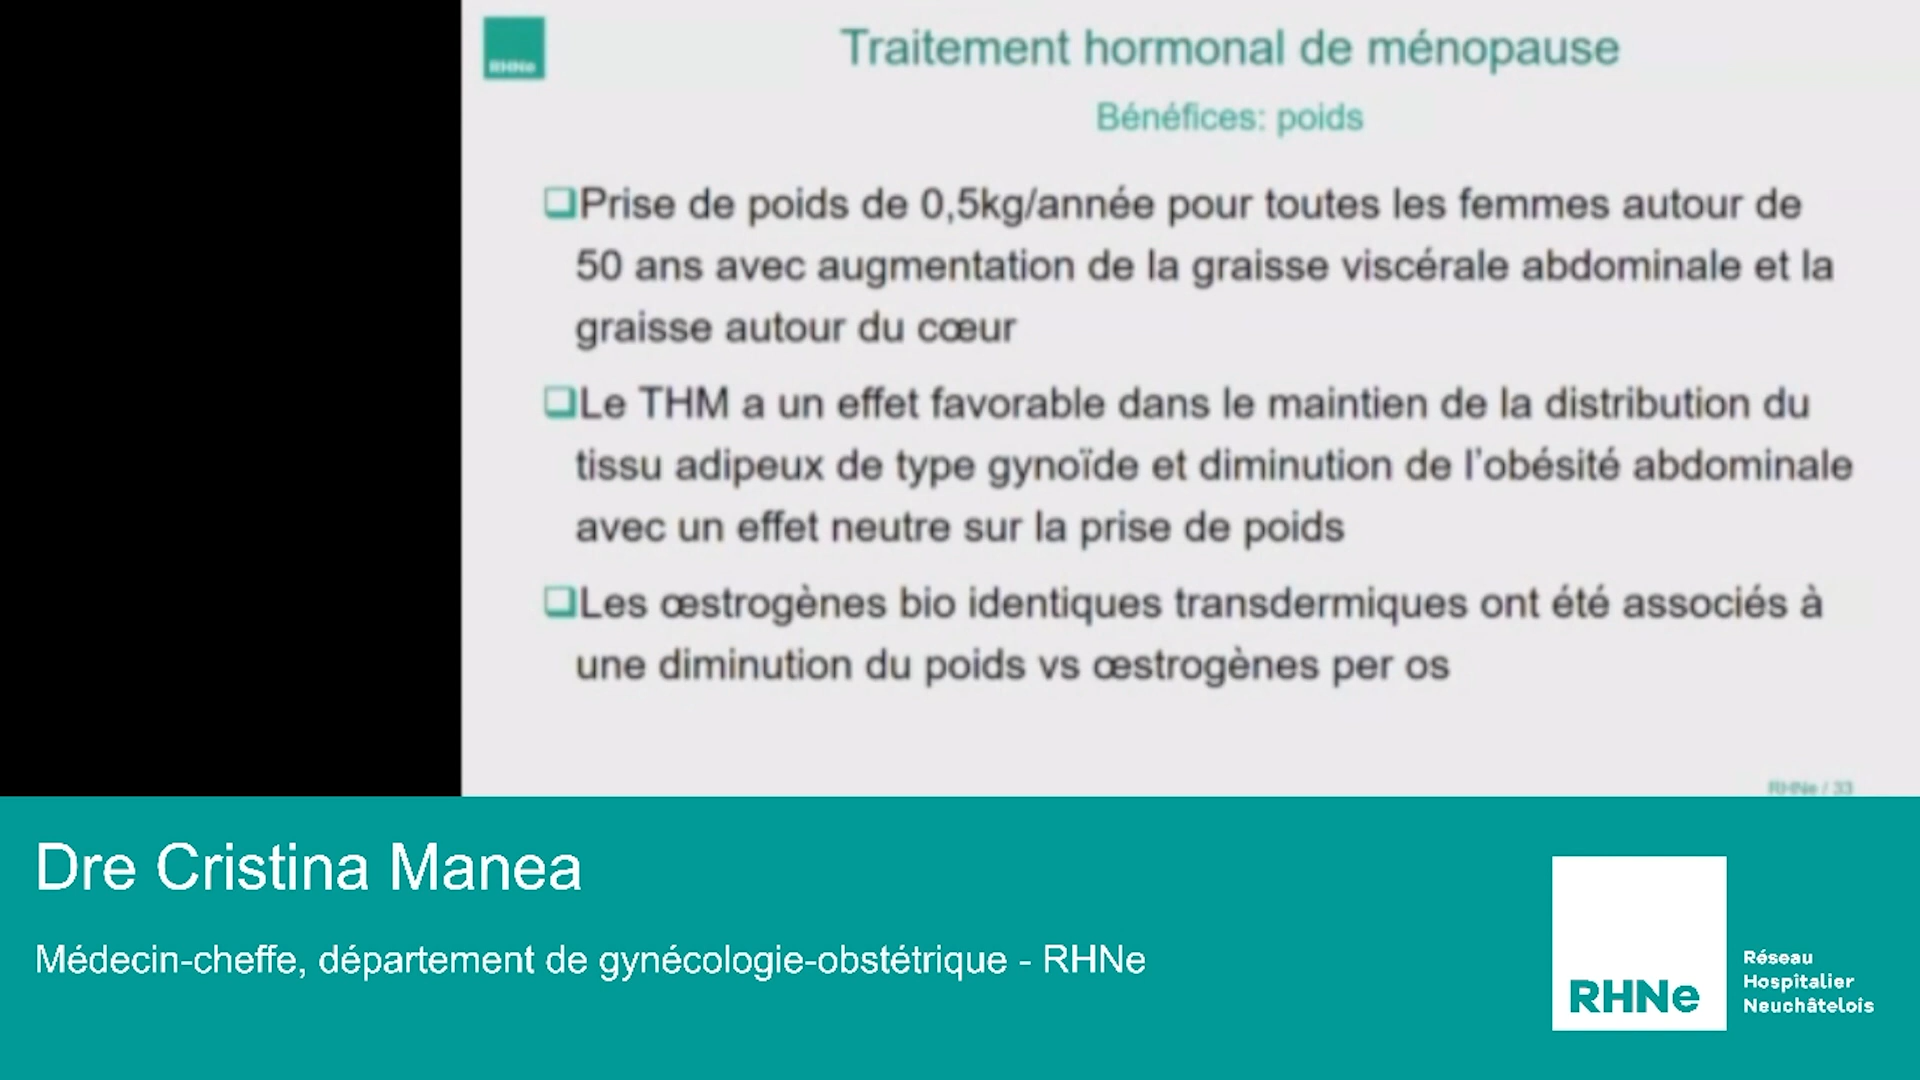 RHNe
Traitement hormonal de ménopause
Bénéfices: poids
Prise de poids de 0,5kg/année pour toutes les femmes autour de
50 ans avec augmentation de la graisse viscérale abdominale et la
graisse autour du cœur
Le THM a un effet favorable dans le maintien de la distribution du
tissu adipeux de type gynoïde et diminution de l'obésité abdominale
avec un effet neutre sur la prise de poids
Les œstrogènes bio identiques transdermiques ont été associés à
une diminution du poids vs œstrogènes per os
RHNe / 33
Dre Cristina Manea
Médecin-cheffe, département de gynécologie-obstétrique - RHNe
RHNe
Réseau
Hospitalier
Neuchâtelois